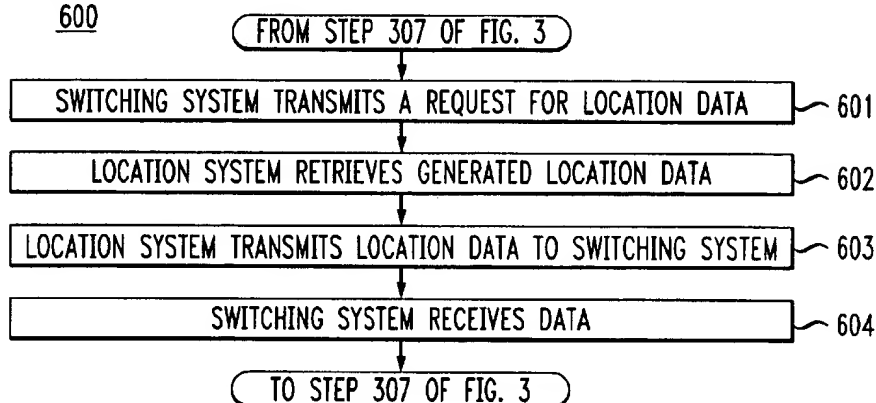 600
FROM STEP 307 OF FIG. 3
SWITCHING SYSTEM TRANSMITS A REQUEST FOR LOCATION DATA
601
LOCATION SYSTEM RETRIEVES GENERATED LOCATION DATA
602
LOCATION SYSTEM TRANSMITS LOCATION DATA TO SWITCHING SYSTEM
603
SWITCHING SYSTEM RECEIVES DATA
604
TO STEP 307 OF FIG. 3